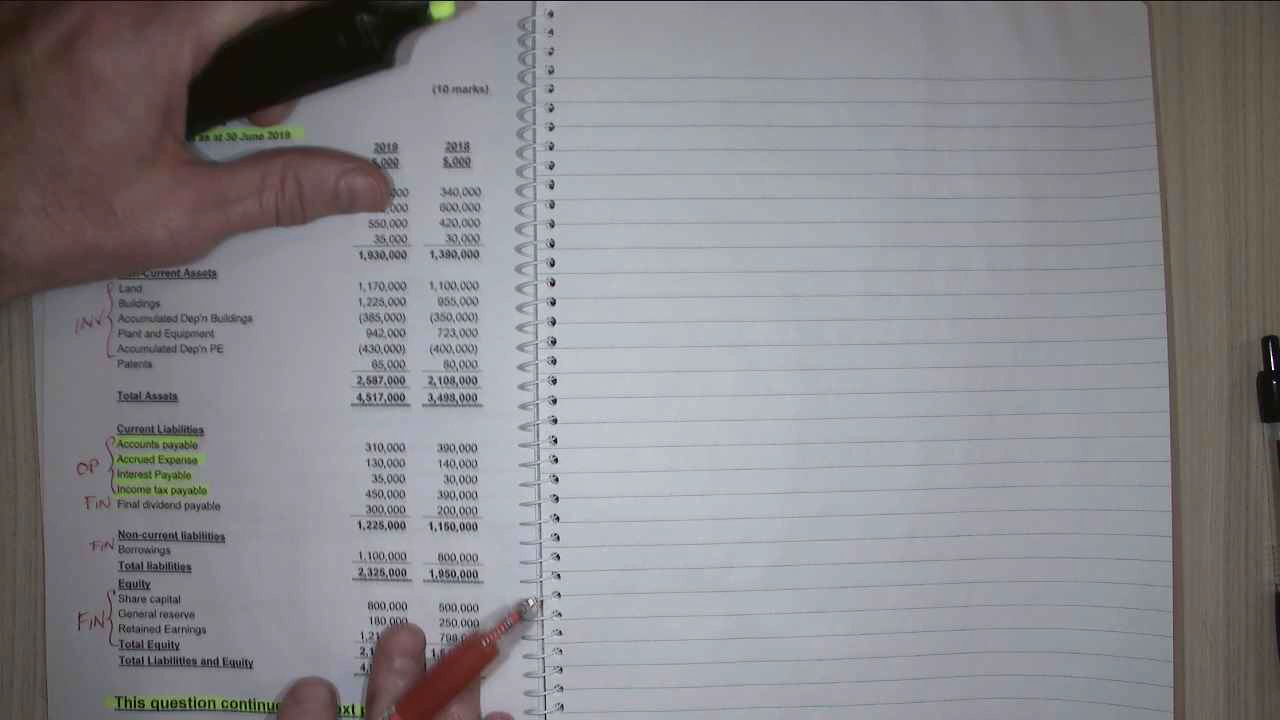 (10 marks)
as at 30 June 2019
2019 2018
340,000
600,000
550,000 420,000
35,000 30,000
1,930,000 1,390,000
Current Assets
Land 1,170,000 1,100,000
Buildings 1,225,000 955,000
INV Accumulated Dep'n Buildings (385,000) (350,000)
Plant and Equipment 942,000 723,000
Accumulated Dep'n PE (430,000) (400,000)
Patents 65,000 80,000
2,587,000 2,108,000
Total Assets 4,517,000 3,498,000
Current Liabilities
Accounts payable 310,000 390,000
OP Accrued Expense 130,000 140,000
Interest Payable 35,000 30,000
Income tax payable 450,000 390,000
FIN Final dividend payable 300,000 200,000
1,225,000 1,150,000
Non-current liabilities
FIN Borrowings 1,100,000 800,000
Total liabilities 2,325,000 1,950,000
Equity
Share capital 800,000 500,000
FIN General reserve 180,000 250,000
Retained Earnings
Total Equity
Total Liabilities and Equity
This question